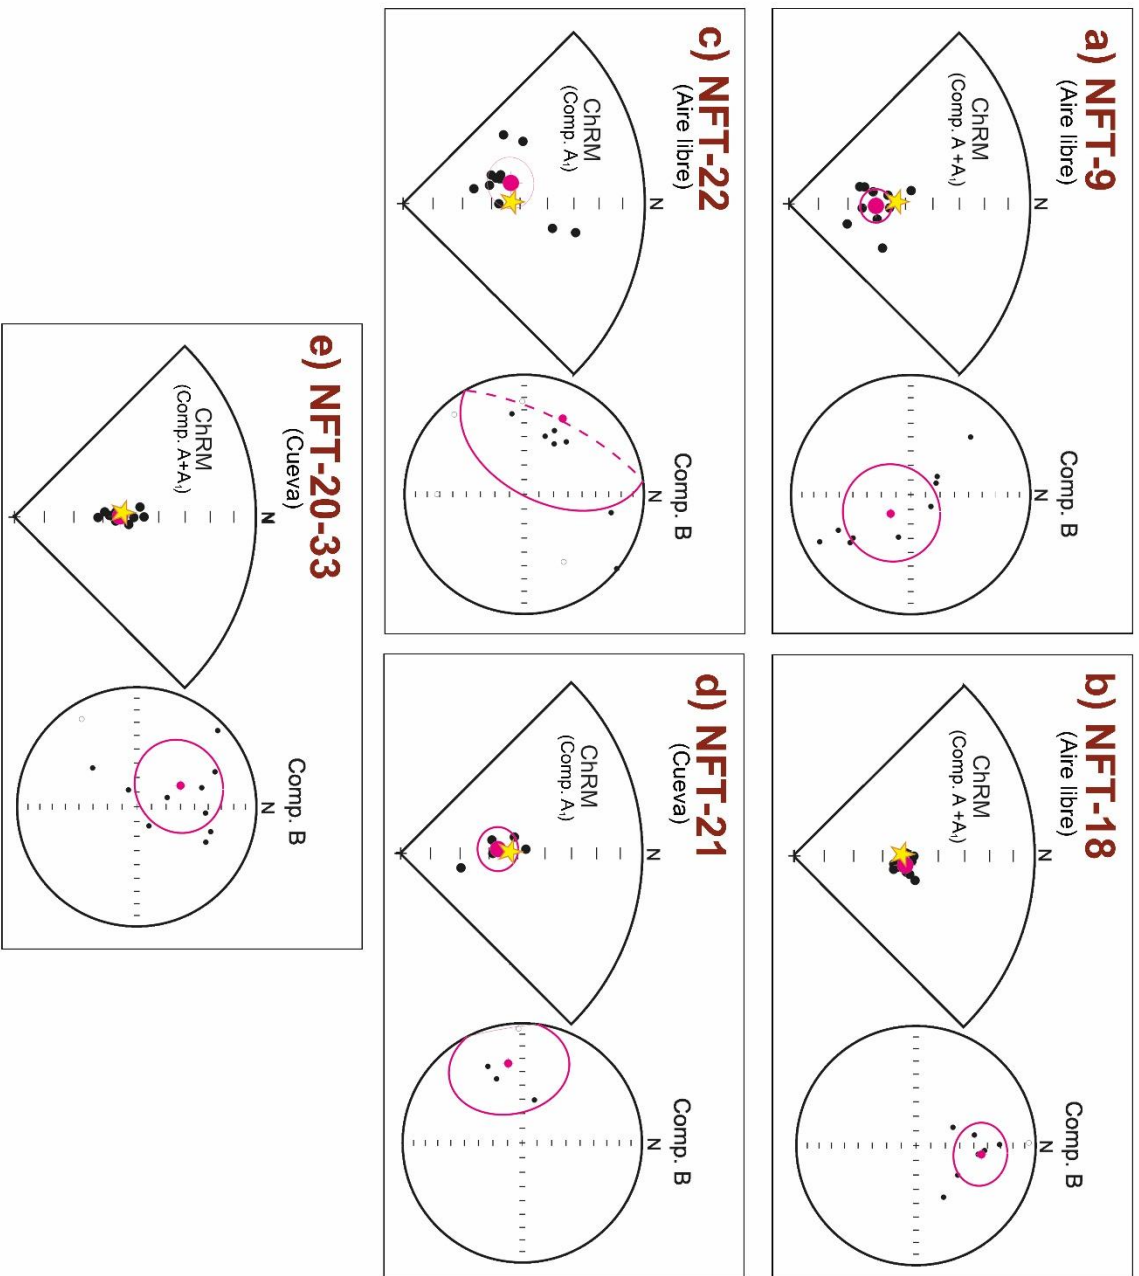 a) NFT-9
(Aire libre)
ChRM
(Comp. A +A₁)
N
Comp. B
N
b) NFT-18
(Aire libre)
ChRM
(Comp. A +A₁)
N
Comp. B
N
c) NFT-22
(Aire libre)
ChRM
(Comp. A₁)
N
Comp. B
N
d) NFT-21
(Cueva)
ChRM
(Comp. A₁)
N
Comp. B
N
e) NFT-20-33
(Cueva)
ChRM
(Comp. A+A₁)
N
Comp. B
N